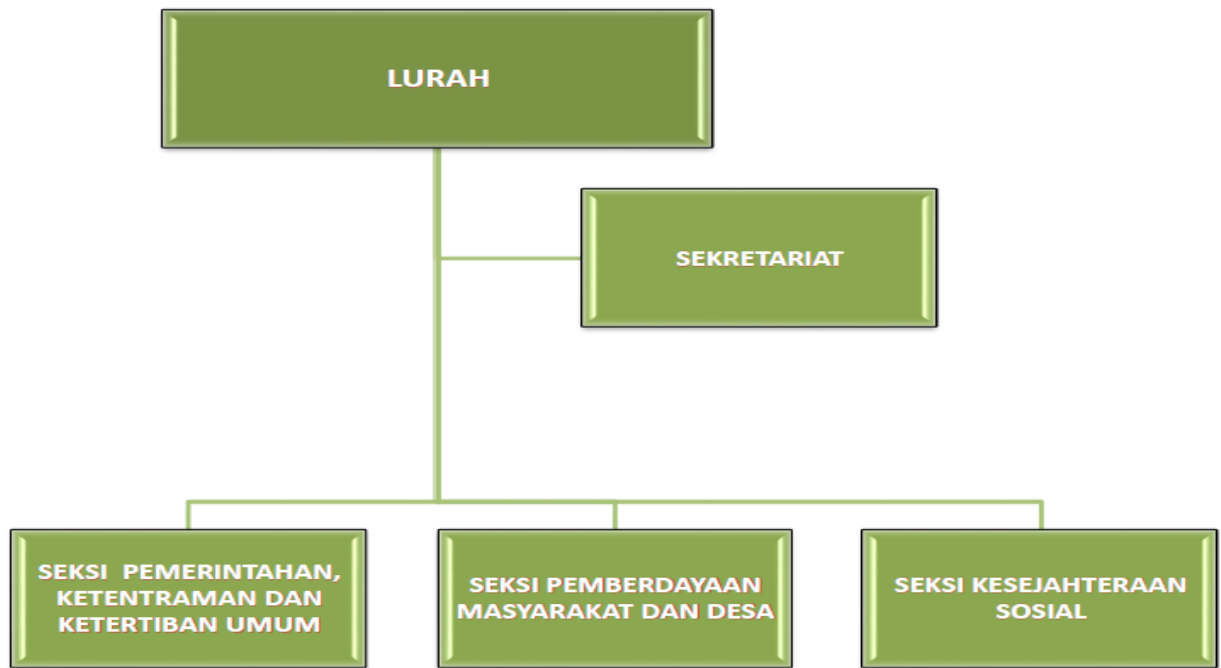 LURAH
SEKRETARIAT
SEKSI PEMERINTAHAN,
KETENTRAMAN DAN
KETERTIBAN UMUM
SEKSI PEMBERDAYAAN
MASYARAKAT DAN DESA
SEKSI KESEJAHTERAAN
SOSIAL